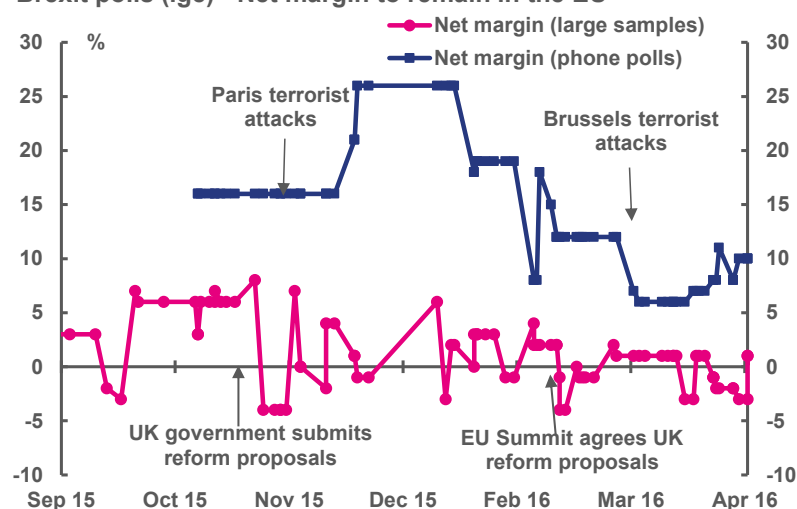 Brexit polls (lge) - Net margin to remain in the EU
Net margin (large samples)
Net margin (phone polls)
%
30
25
20
15
10
5
0
-5
-10
30
25
20
15
10
5
0
-5
-10
Paris terrorist
attacks
Brussels terrorist
attacks
UK government submits
reform proposals
EU Summit agrees UK
reform proposals
Sep 15 Oct 15 Nov 15 Dec 15 Feb 16 Mar 16 Apr 16